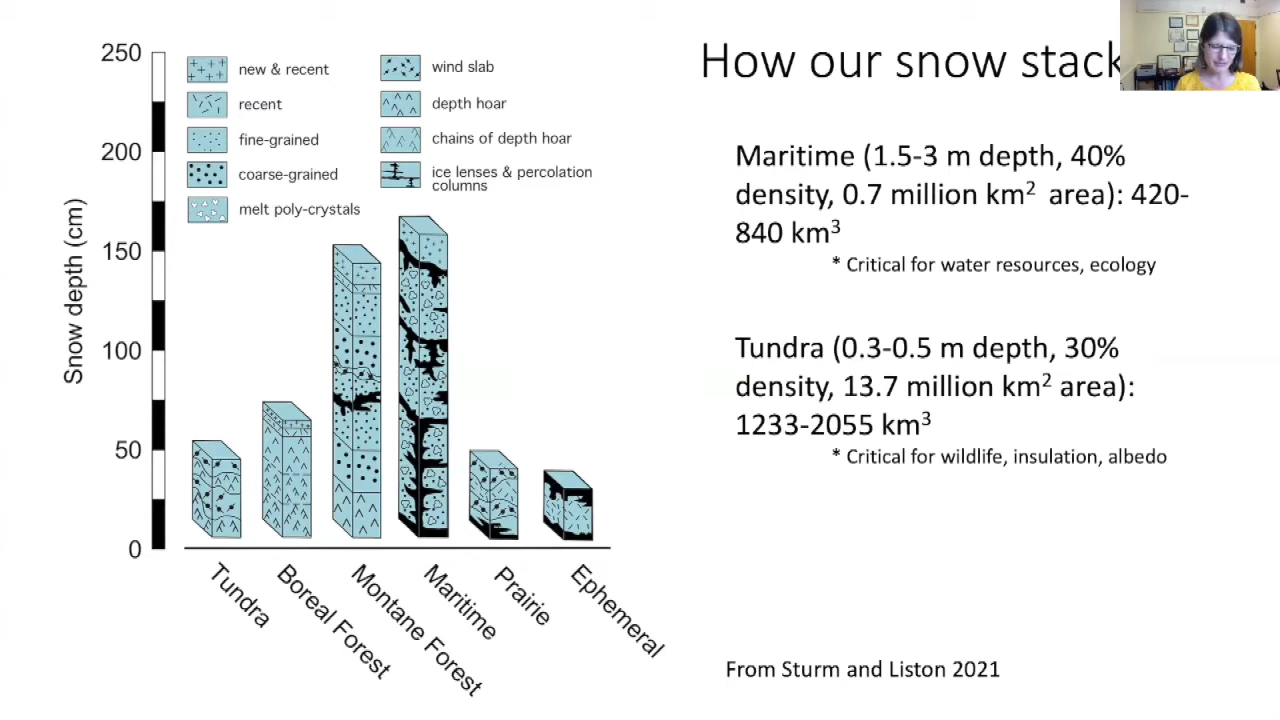 How our snow stack
250
200
150
100
50
0
Snow depth (cm)
new & recent
recent
fine-grained
coarse-grained
melt poly-crystals
wind slab
depth hoar
chains of depth hoar
ice lenses & percolation
columns
Tundra
Boreal Forest
Montane Forest
Maritime
Prairie
Ephemeral
Maritime (1.5-3 m depth, 40%
density, 0.7 million km² area): 420-
840 km³
* Critical for water resources, ecology
Tundra (0.3-0.5 m depth, 30%
density, 13.7 million km² area):
1233-2055 km³
* Critical for wildlife, insulation, albedo
From Sturm and Liston 2021